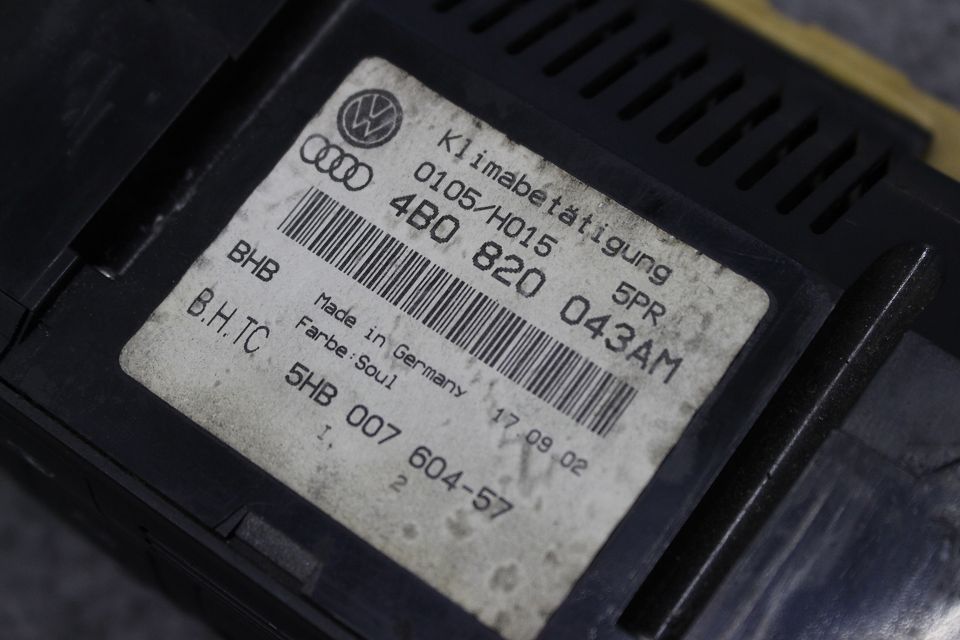 Klimabetätigung
0105/H015 5PR
4B0 820 043AM
BHB
Made in Germany 17.09.02
B.H.TC
Farbe:Soul
5HB 007 604-57
1, 2